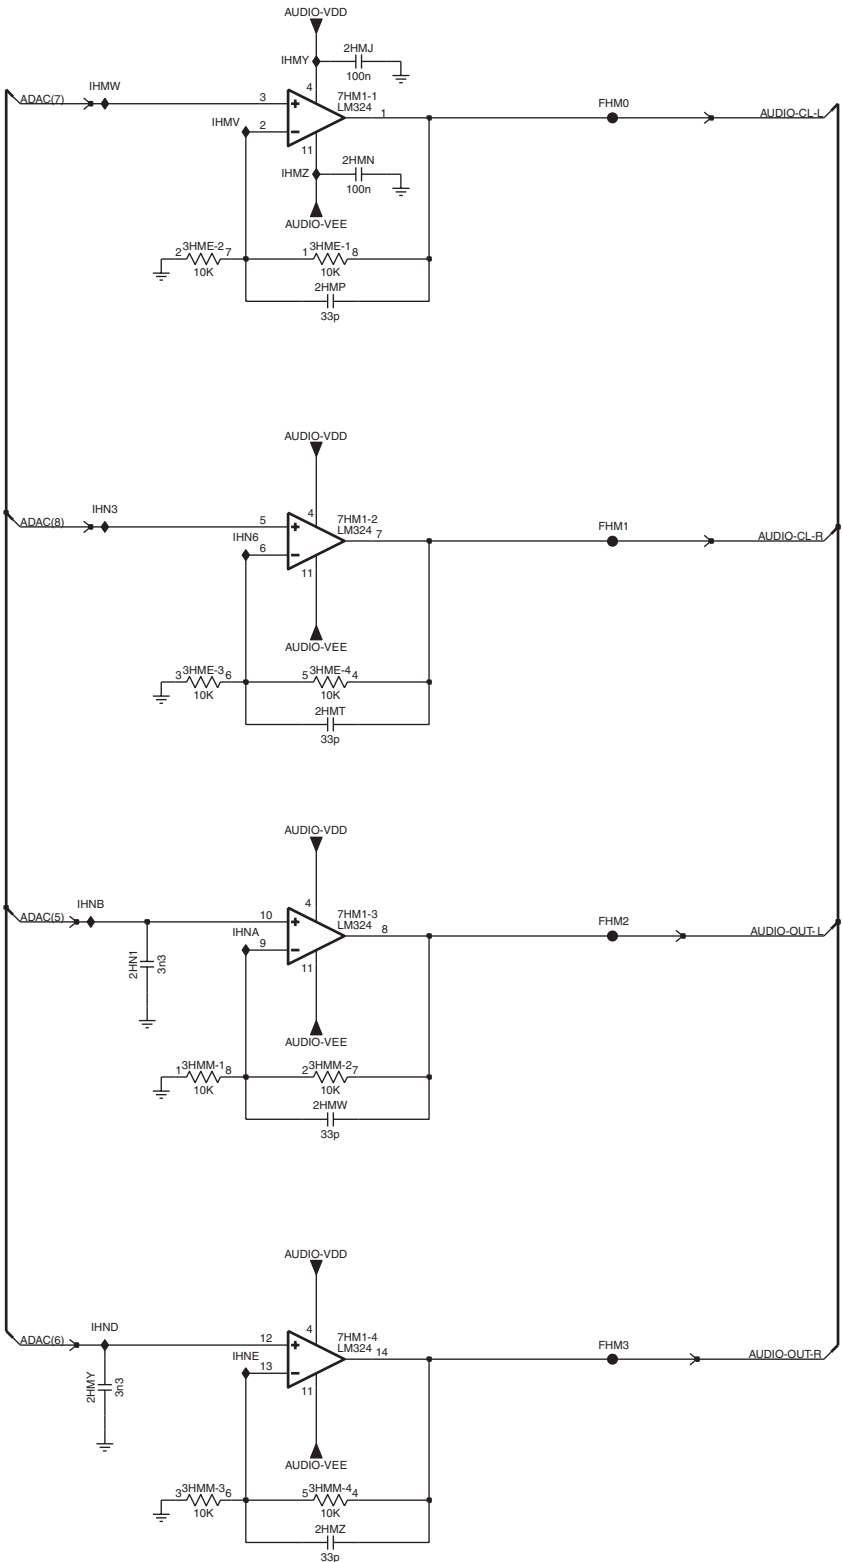 AUDIO-VDD
2HMJ
IHMY
100n
IHMW
4
7HM1-1
LM324
ADAC(7)
3
1
FHM0
AUDIO-CL-L
IHMV
2
11
2HMN
IHMZ
100n
AUDIO-VEE
2 3HME-2 7
10K
1 3HME-1 8
10K
2HMP
33p
AUDIO-VDD
4
7HM1-2
LM324
IHN3
ADAC(8)
5
7
FHM1
AUDIO-CL-R
IHN6
6
11
AUDIO-VEE
3 3HME-3 6
10K
5 3HME-4 4
10K
2HMT
33p
AUDIO-VDD
4
7HM1-3
LM324
IHNB
ADAC(5)
10
8
FHM2
AUDIO-OUT-L
IHNA
9
11
2HN1
3n3
AUDIO-VEE
1 3HMM-1 8
10K
2 3HMM-2 7
10K
2HMW
33p
AUDIO-VDD
4
7HM1-4
LM324
IHND
ADAC(6)
12
14
FHM3
AUDIO-OUT-R
IHNE
13
11
2HMY
3n3
AUDIO-VEE
3 3HMM-3 6
10K
5 3HMM-4 4
10K
2HMZ
33p